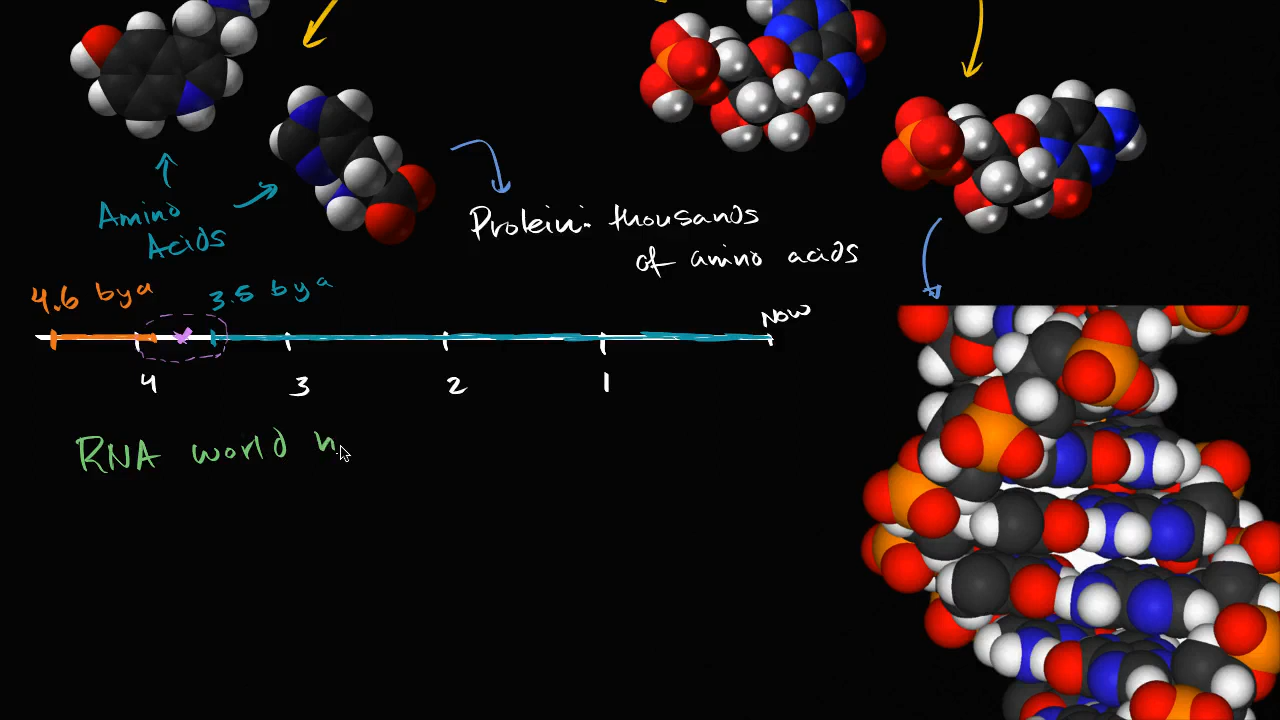 Amino
Acids
Protein: thousands
of amino acids
4.6 bya
3.5 bya
Now
4
3
2
1
RNA world h